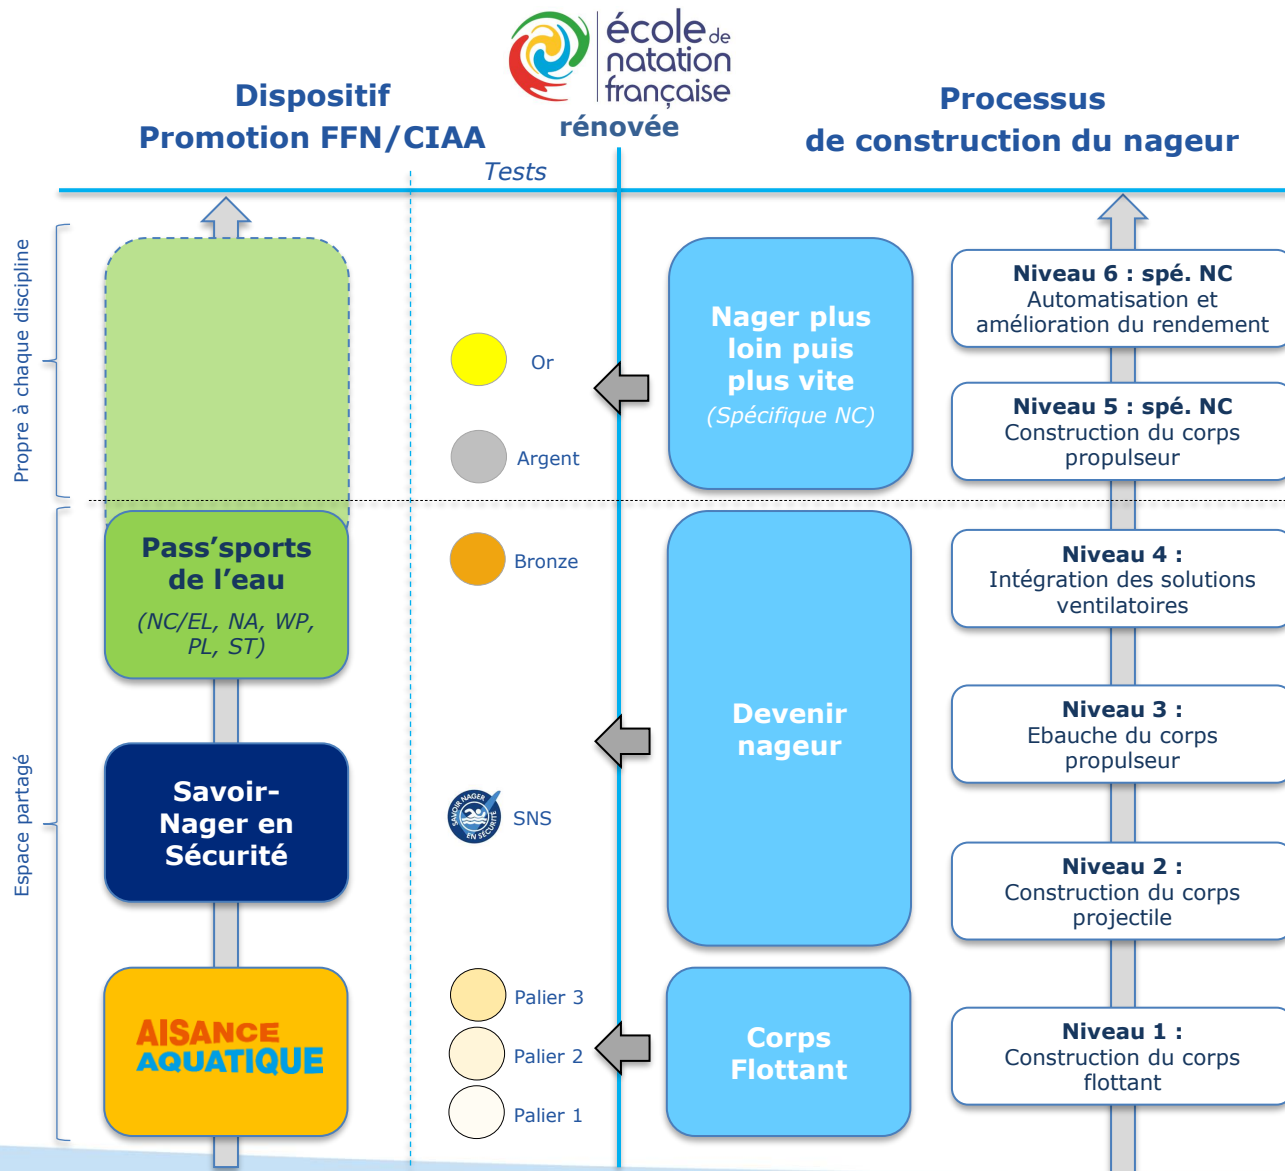 école de
natation
française
rénovée
Dispositif
Promotion FFN/CIAA
Tests
Processus
de construction du nageur
Propre à chaque discipline
Espace partagé
Pass’sports
de l’eau
(NC/EL, NA, WP,
PL, ST)
Savoir-
Nager en
Sécurité
AISANCE
AQUATIQUE
Or
Argent
Bronze
SAVOIR NAGER
EN SÉCURITÉ
SNS
Palier 3
Palier 2
Palier 1
Nager plus
loin puis
plus vite
(Spécifique NC)
Devenir
nageur
Corps
Flottant
Niveau 6 : spé. NC
Automatisation et
amélioration du rendement
Niveau 5 : spé. NC
Construction du corps
propulseur
Niveau 4 :
Intégration des solutions
ventilatoires
Niveau 3 :
Ebauche du corps
propulseur
Niveau 2 :
Construction du corps
projectile
Niveau 1 :
Construction du corps
flottant